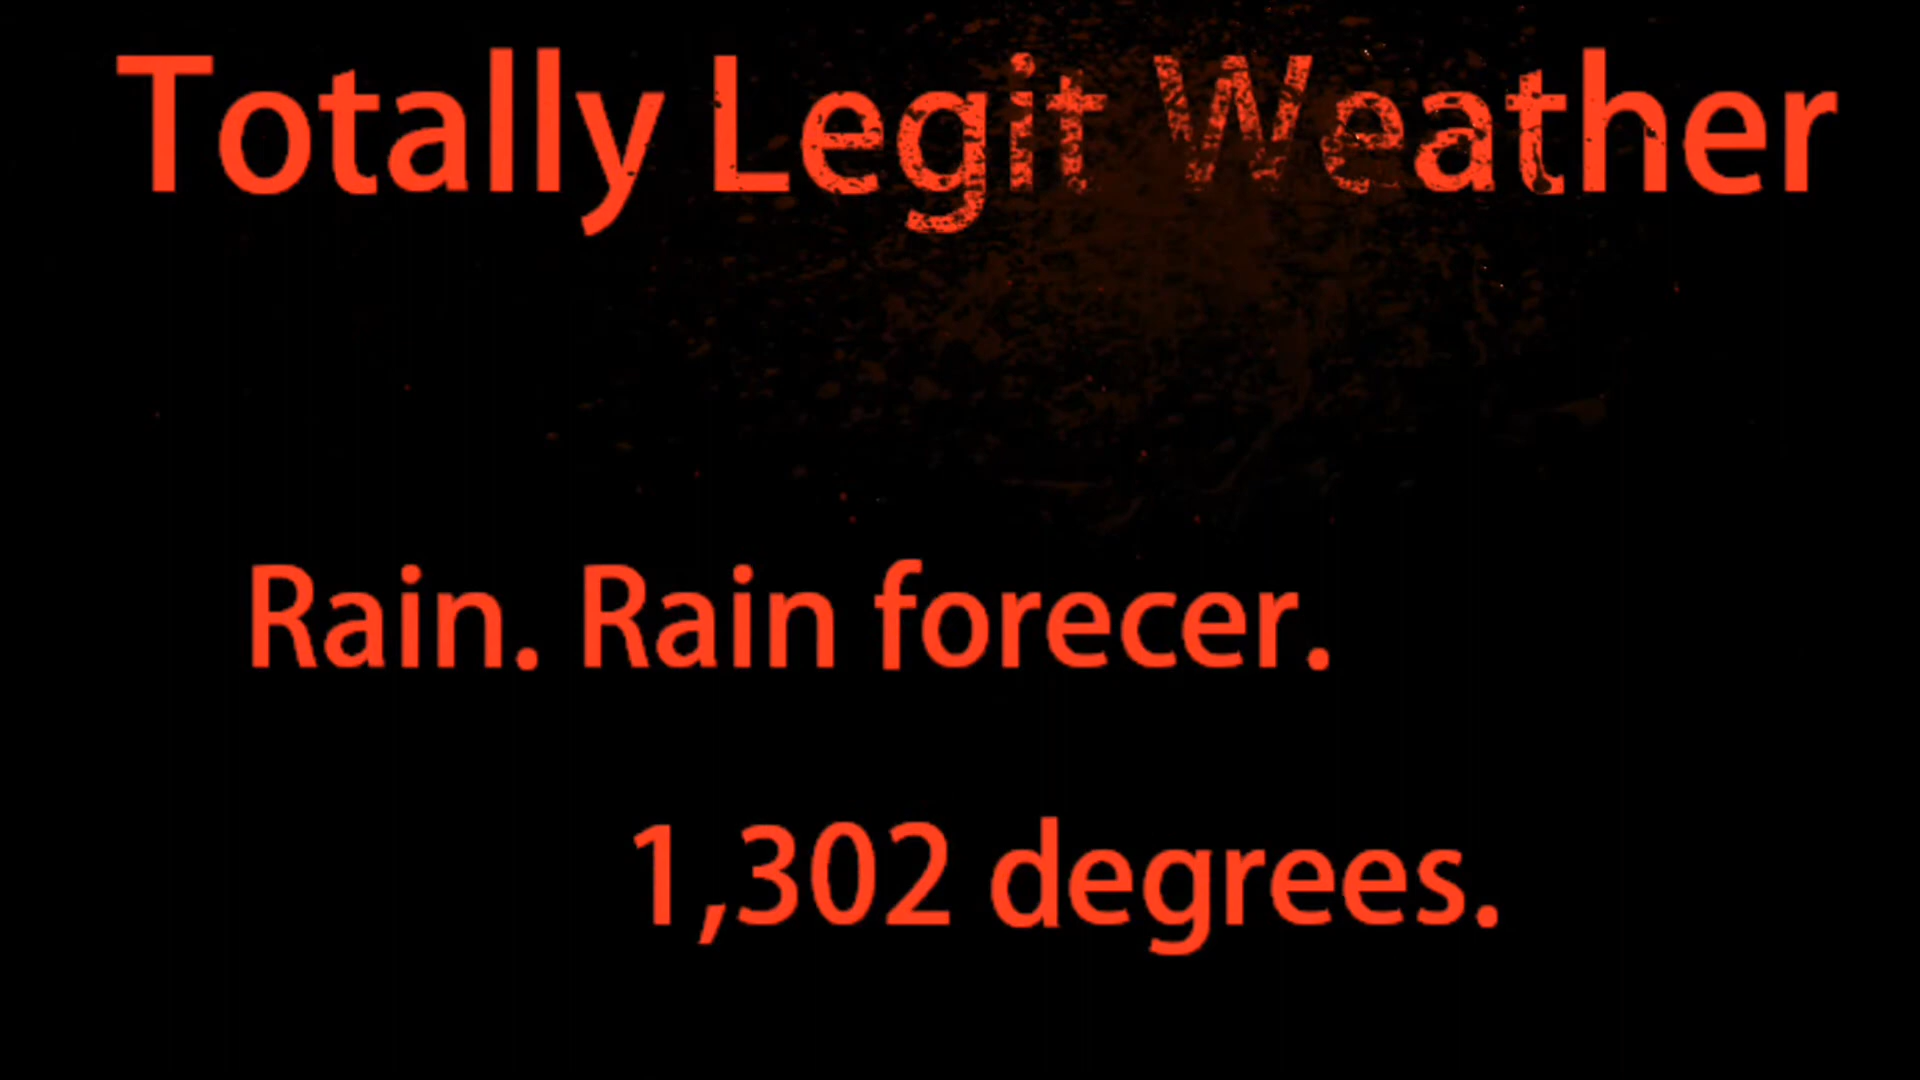 Totally Legit Weather
Rain. Rain forecer.
1,302 degrees.